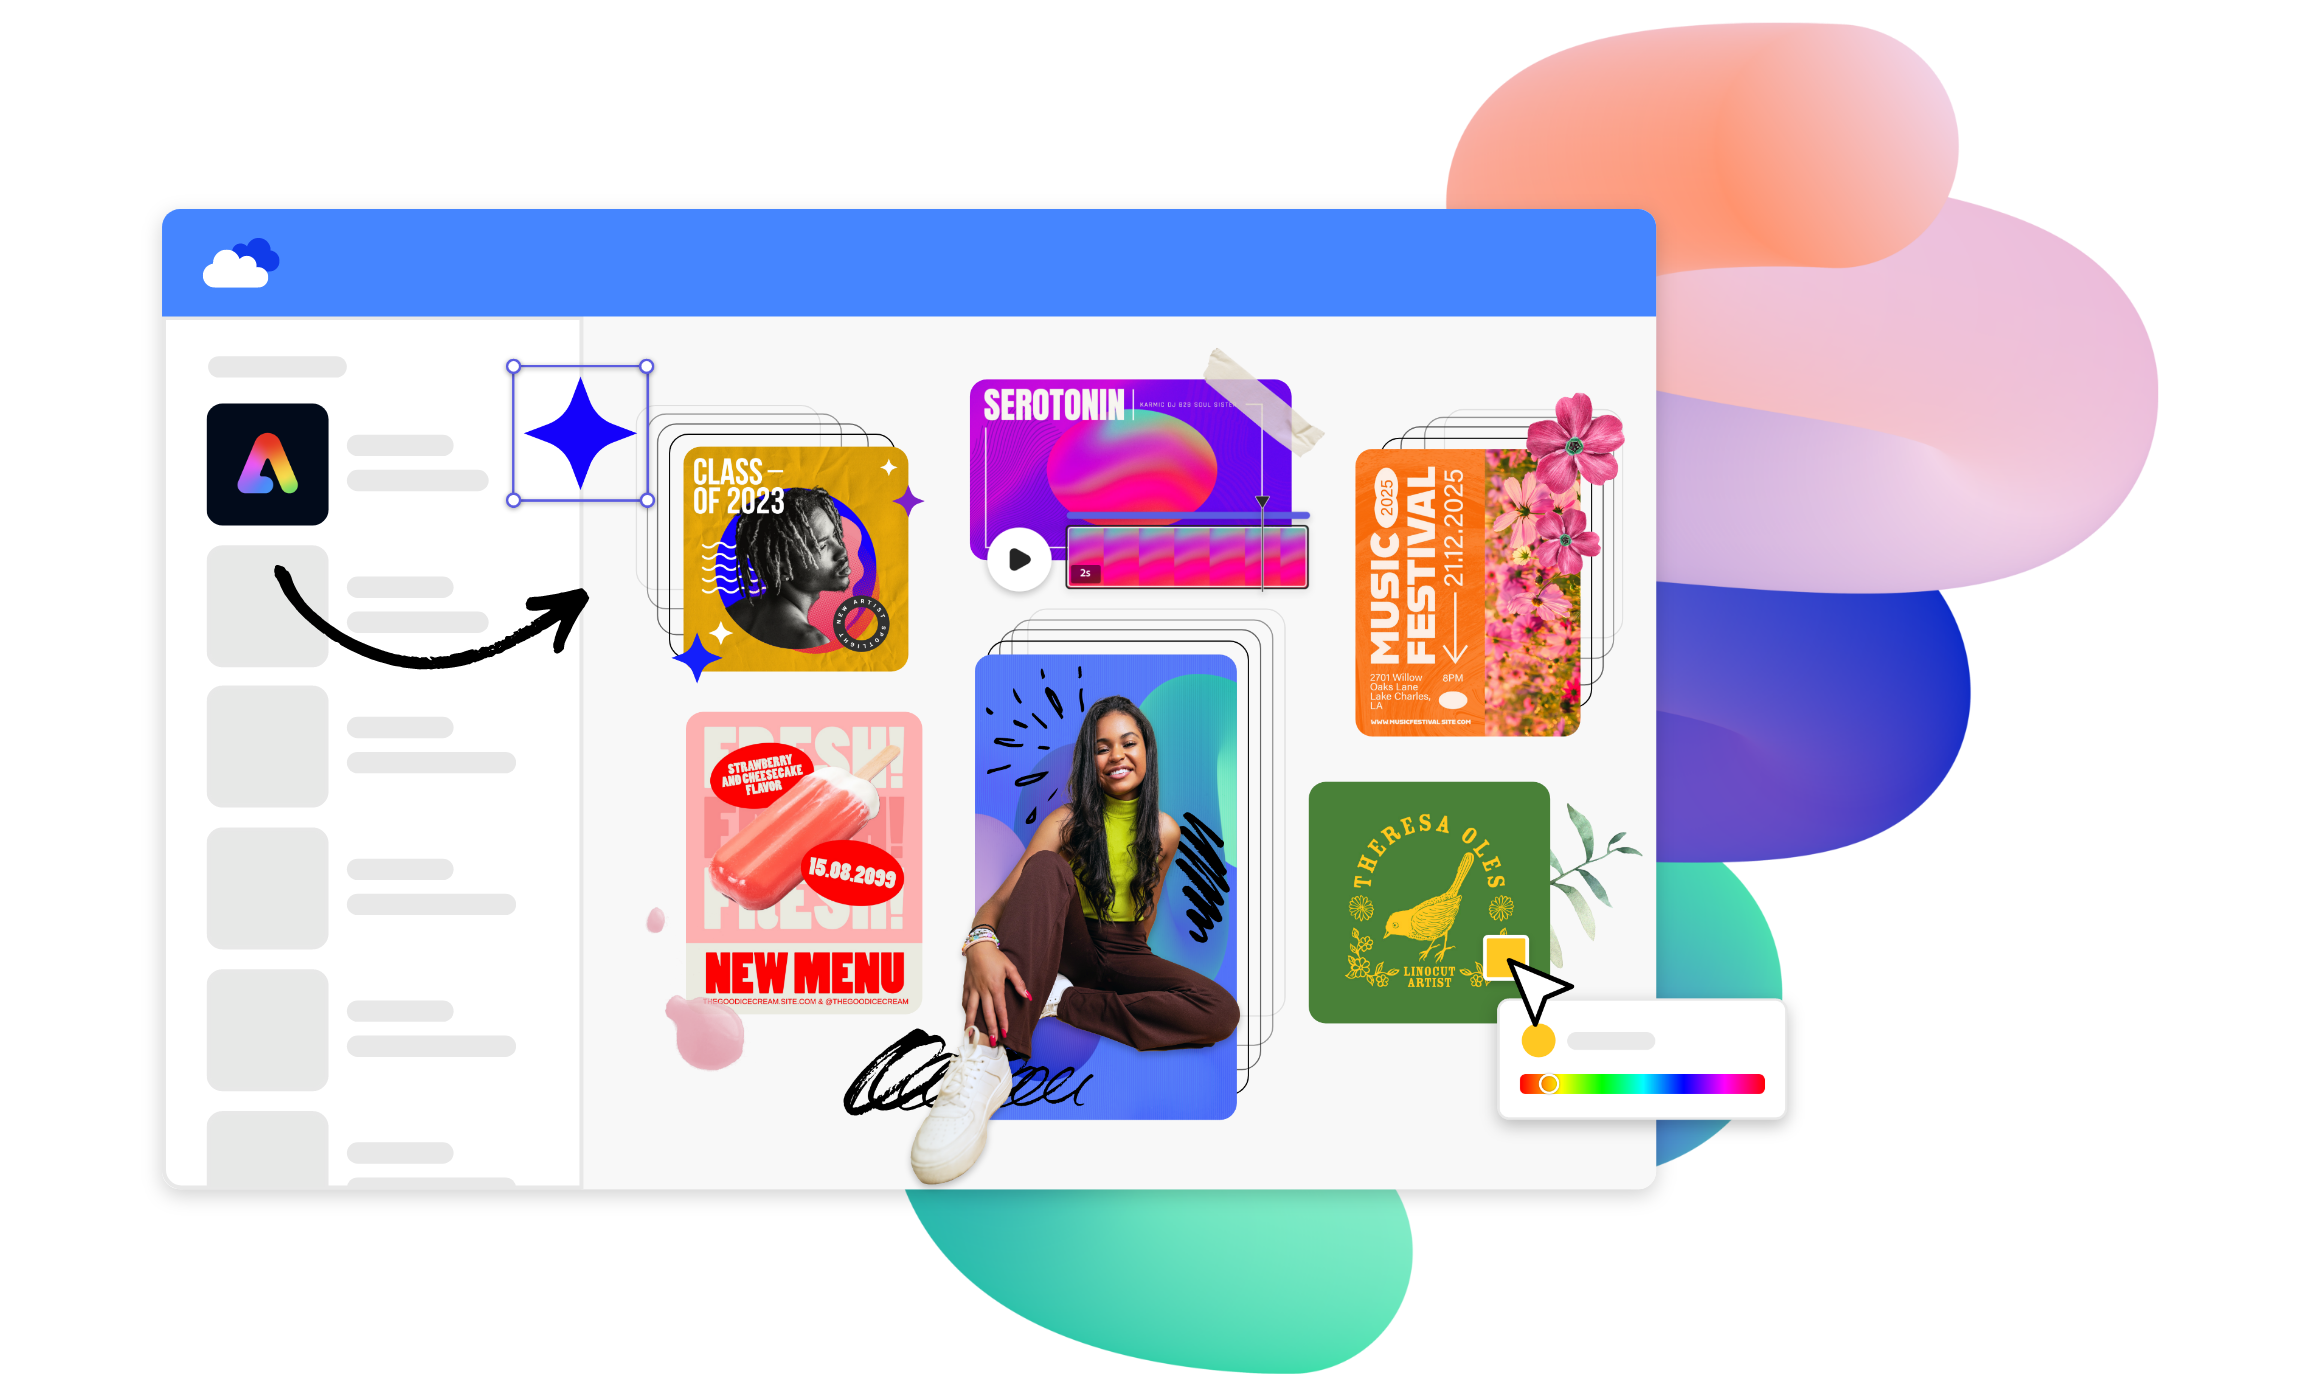 CLASS –
OF 2023
NEW ARTIST SPOTLIGHT
SEROTONIN
KARMIC DJ B2B SOUL SISTER
2s
MUSIC 2025
FESTIVAL
21.12.2025
2701 Willow
Oaks Lane
Lake Charles,
LA
8PM
WWW.MUSICFESTIVAL.SITE.COM
FRESH!
STRAWBERRY
AND CHEESECAKE
FLAVOR
FRESH!
15.08.2099
FRESH!
NEW MENU
THEGOODICECREAM.SITE.COM & @THEGOODICECREAM
THERESA OLES
LINOCUT
ARTIST